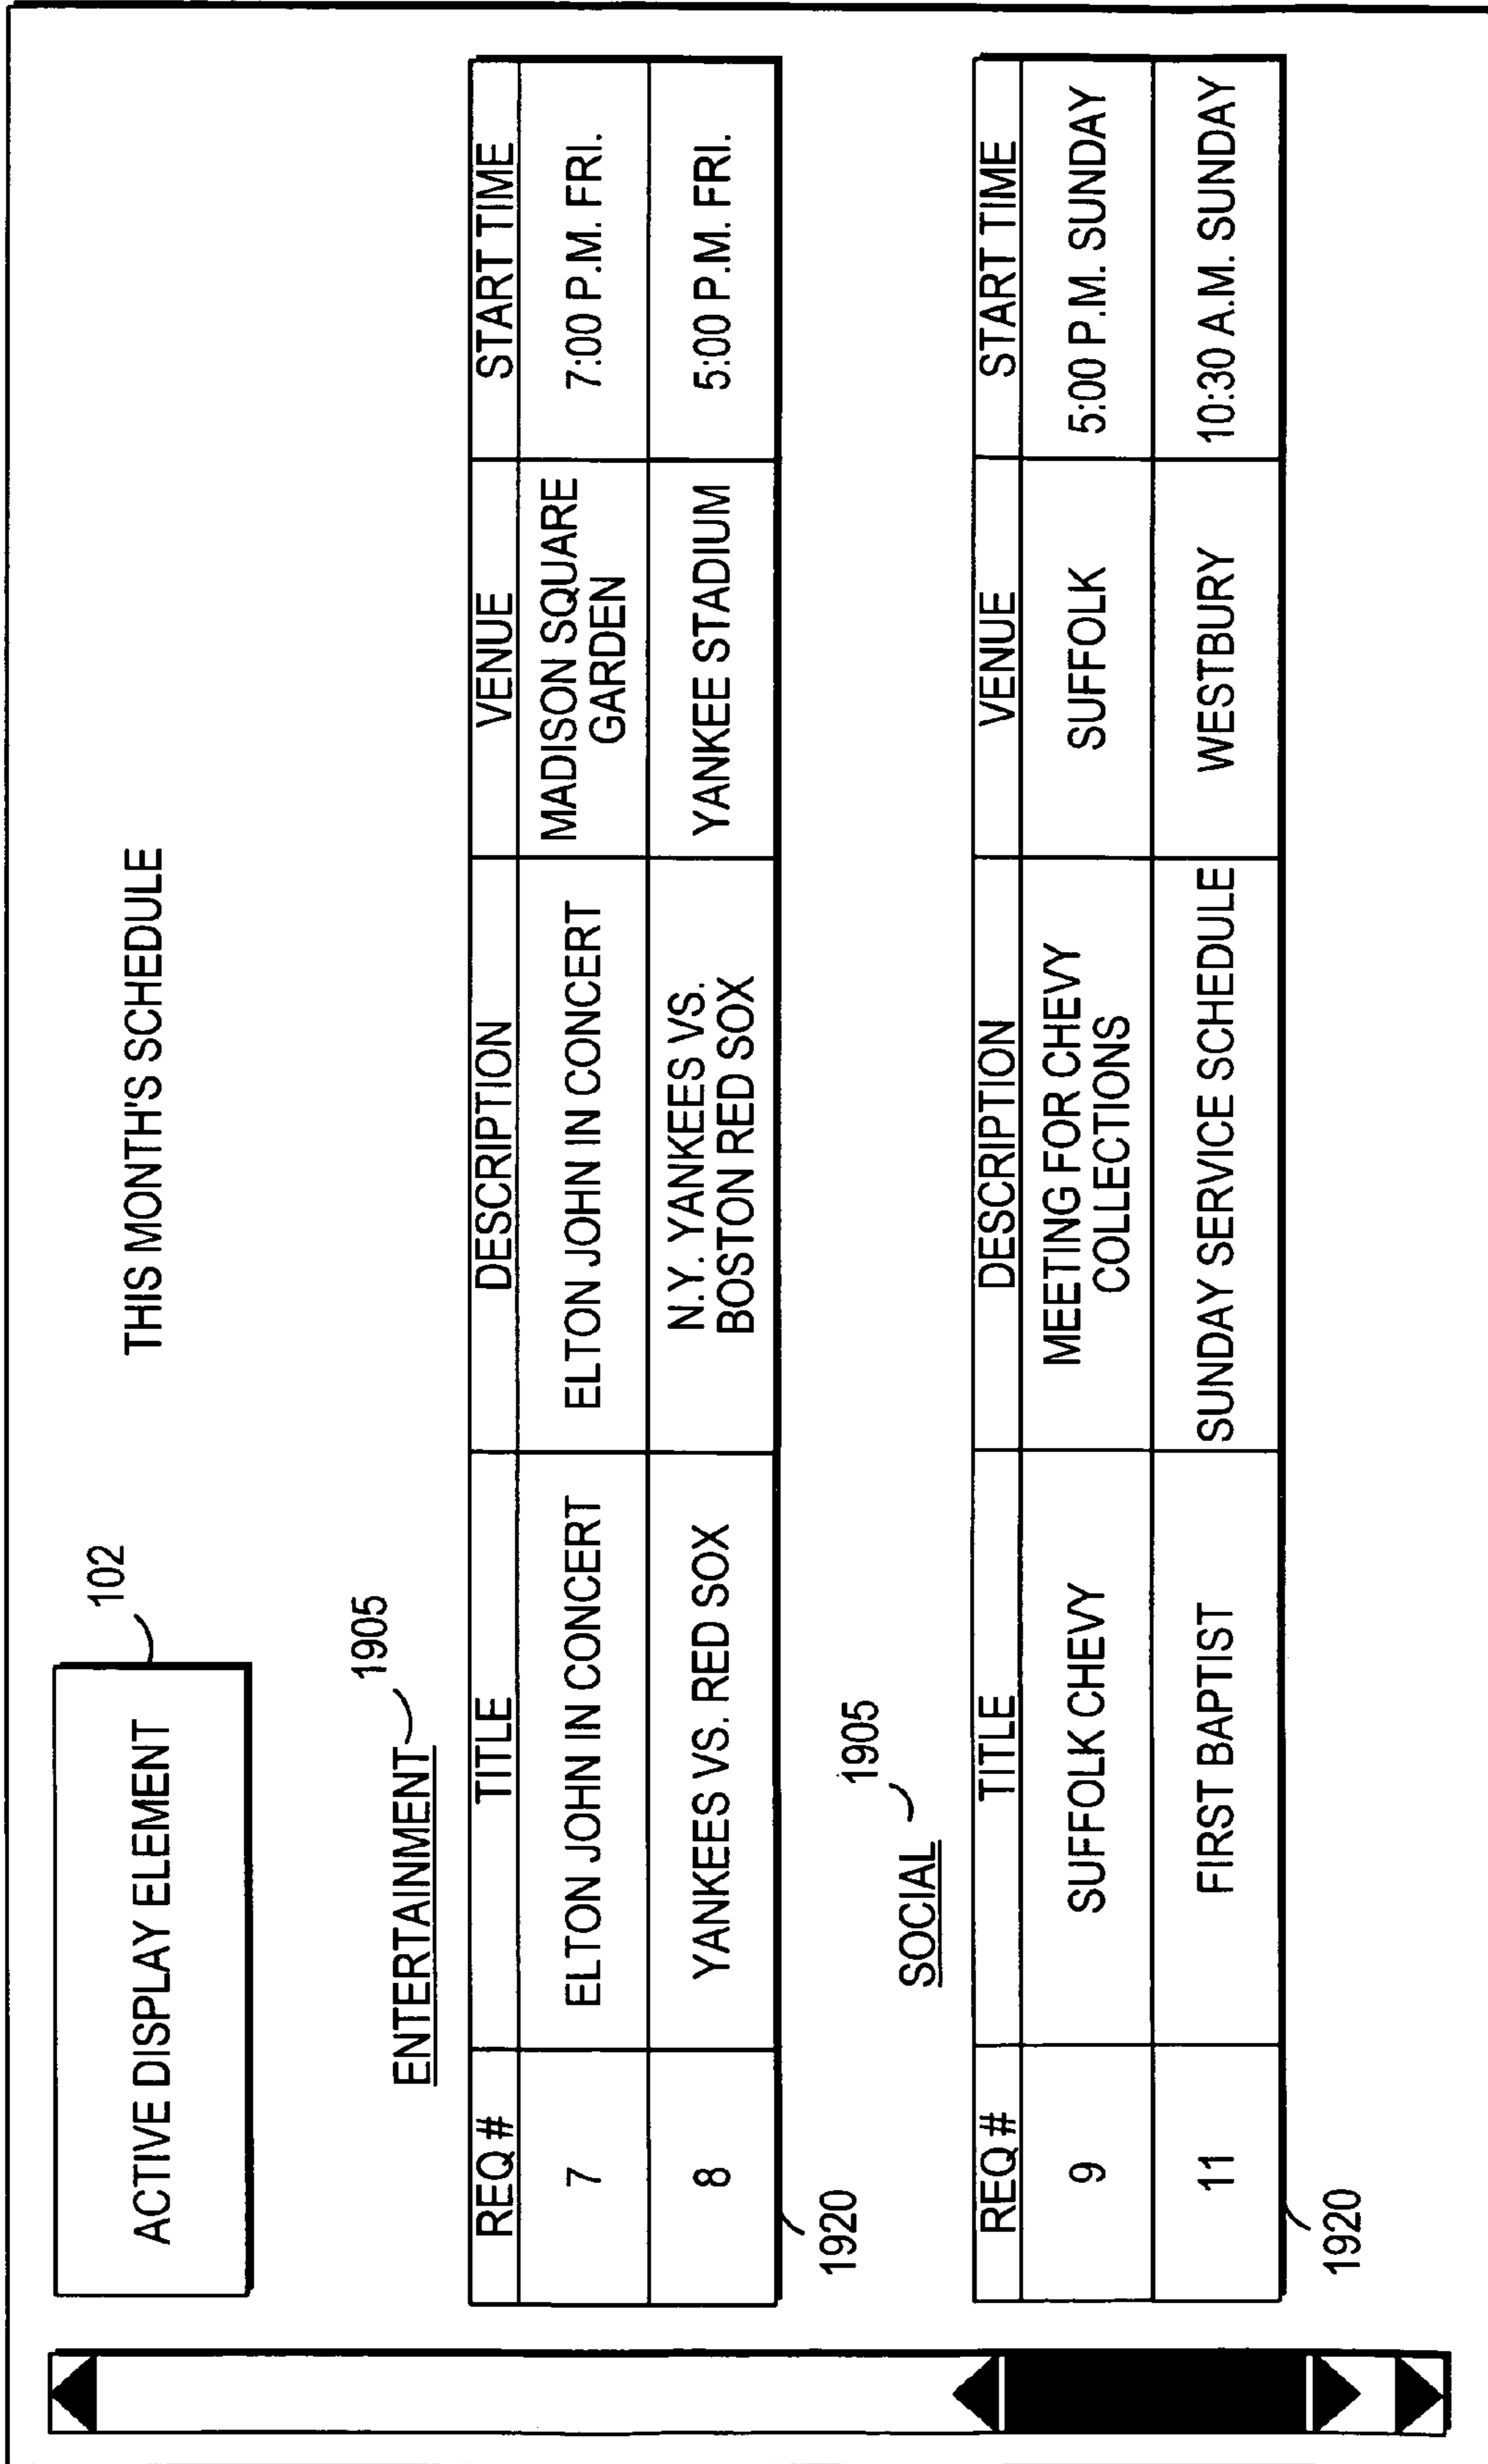 THIS MONTH'S SCHEDULE
ACTIVE DISPLAY ELEMENT
102
ENTERTAINMENT
1905
REQ # TITLE DESCRIPTION VENUE START TIME
7 ELTON JOHN IN CONCERT ELTON JOHN IN CONCERT MADISON SQUARE GARDEN 7:00 P.M. FRI.
8 YANKEES VS. RED SOX N.Y. YANKEES VS. BOSTON RED SOX YANKEE STADIUM 5:00 P.M. FRI.
1920
SOCIAL
1905
REQ # TITLE DESCRIPTION VENUE START TIME
9 SUFFOLK CHEVY MEETING FOR CHEVY COLLECTIONS SUFFOLK 5:00 P.M. SUNDAY
11 FIRST BAPTIST SUNDAY SERVICE SCHEDULE WESTBURY 10:30 A.M. SUNDAY
1920